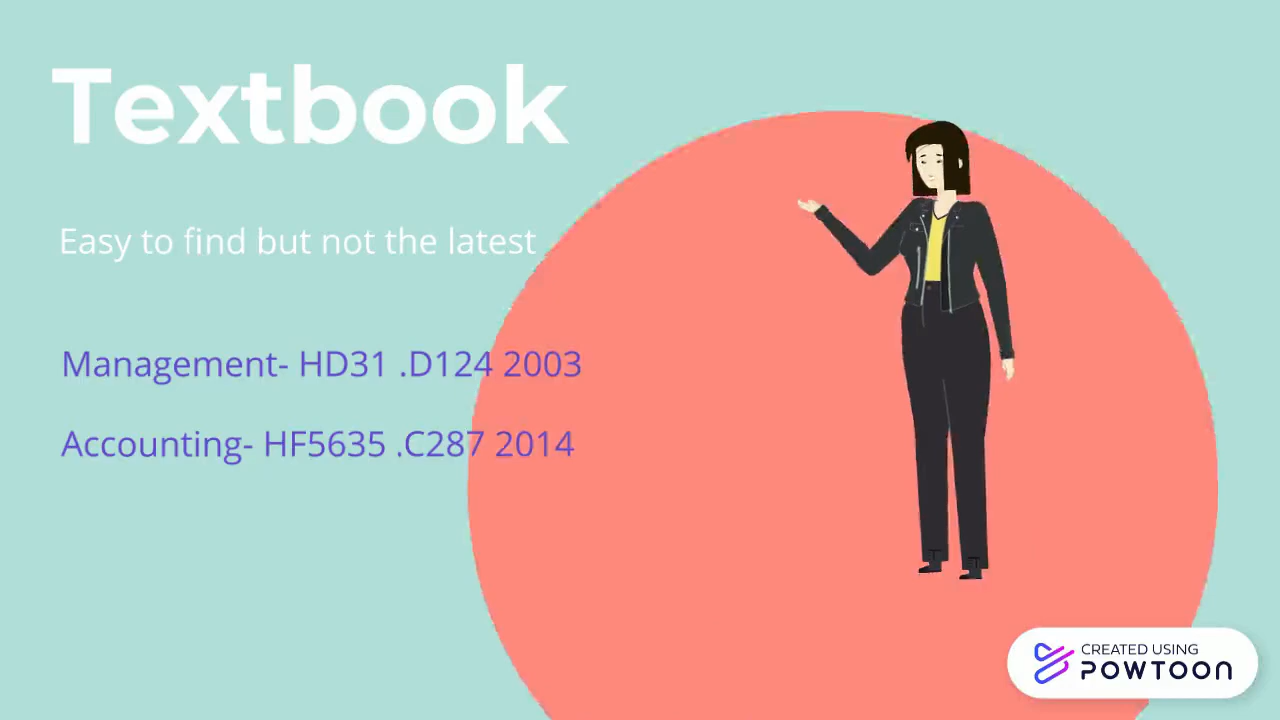 Textbook
Easy to find but not the latest
Management- HD31 .D124 2003
Accounting- HF5635 .C287 2014
CREATED USING
POWTOON